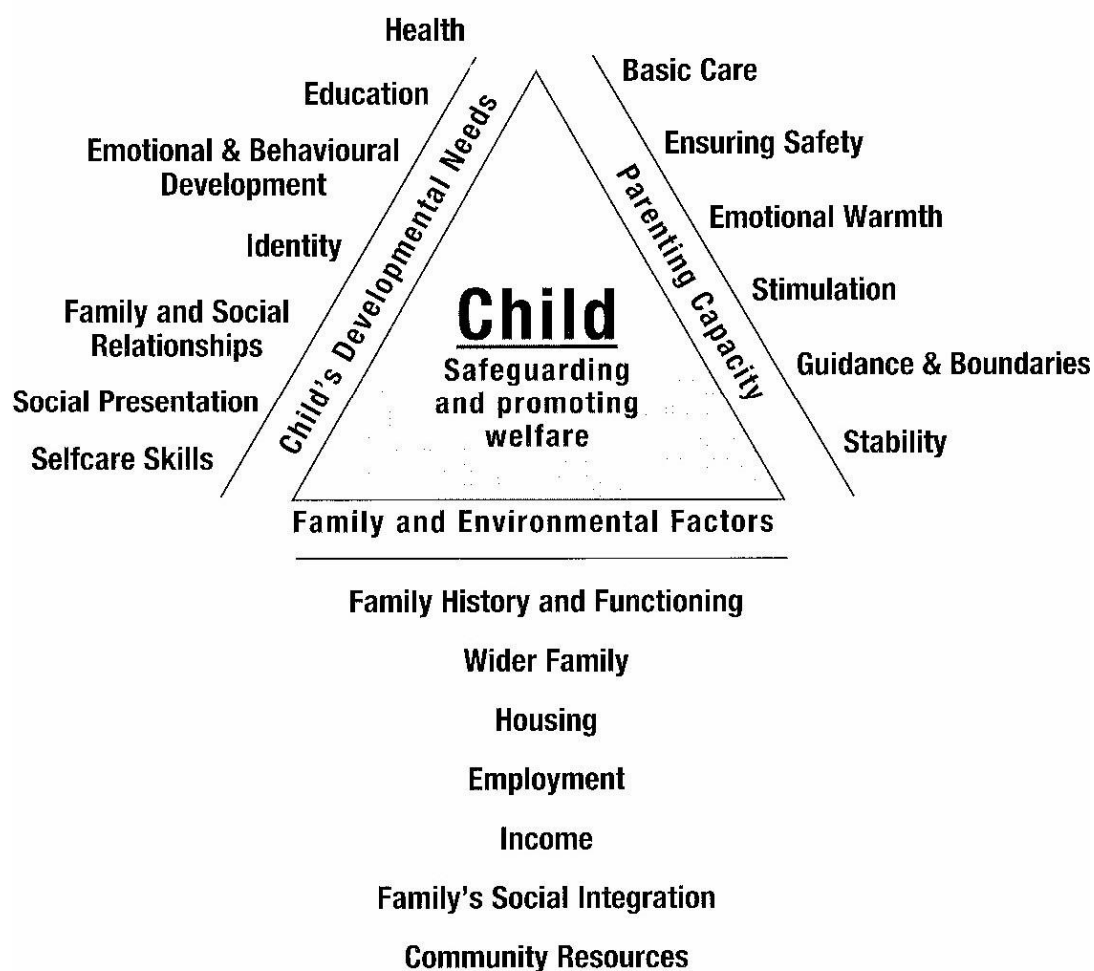 Health
Education
Emotional & Behavioural
Development
Identity
Family and Social
Relationships
Social Presentation
Selfcare Skills
Child's Developmental Needs
Basic Care
Ensuring Safety
Emotional Warmth
Stimulation
Guidance & Boundaries
Stability
Parenting Capacity
Child
Safeguarding
and promoting
welfare
Family and Environmental Factors
Family History and Functioning
Wider Family
Housing
Employment
Income
Family's Social Integration
Community Resources